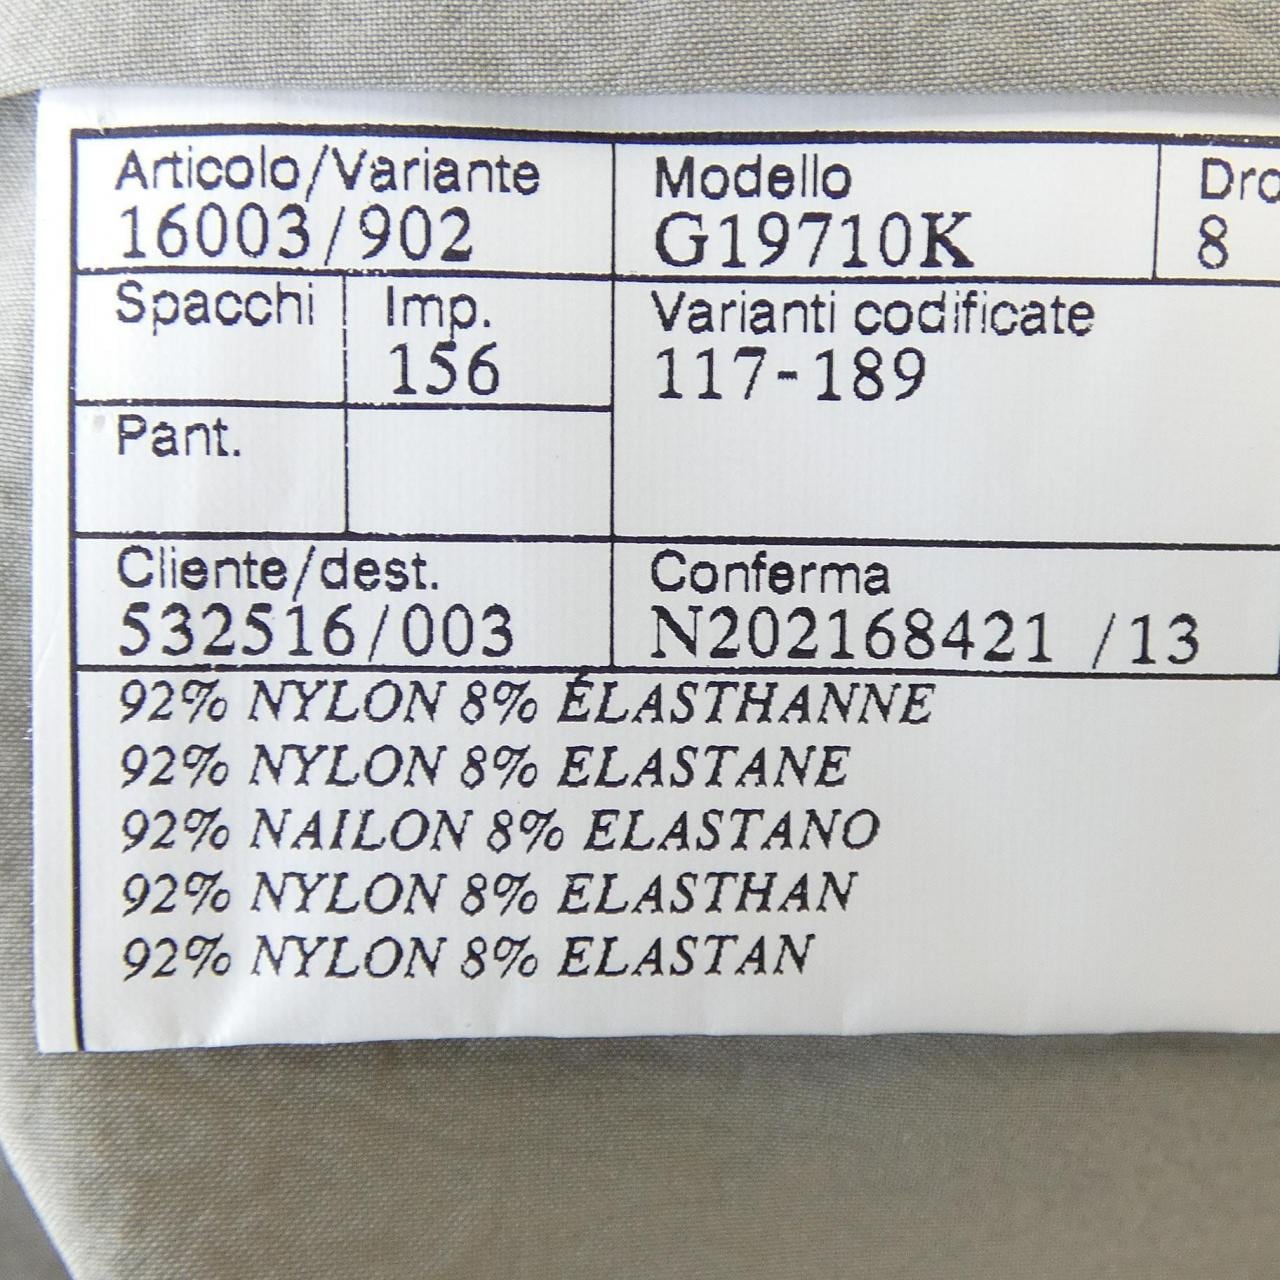 Articolo/Variante Modello
16003/902 G19710K 8
Spacchi Imp. Varianti codificate
156 117-189
Pant.
Cliente/dest. Conferma
532516/003 N202168421 /13
92% NYLON 8% ÉLASTHANNE
92% NYLON 8% ELASTANE
92% NAILON 8% ELASTANO
92% NYLON 8% ELASTHAN
92% NYLON 8% ELASTAN